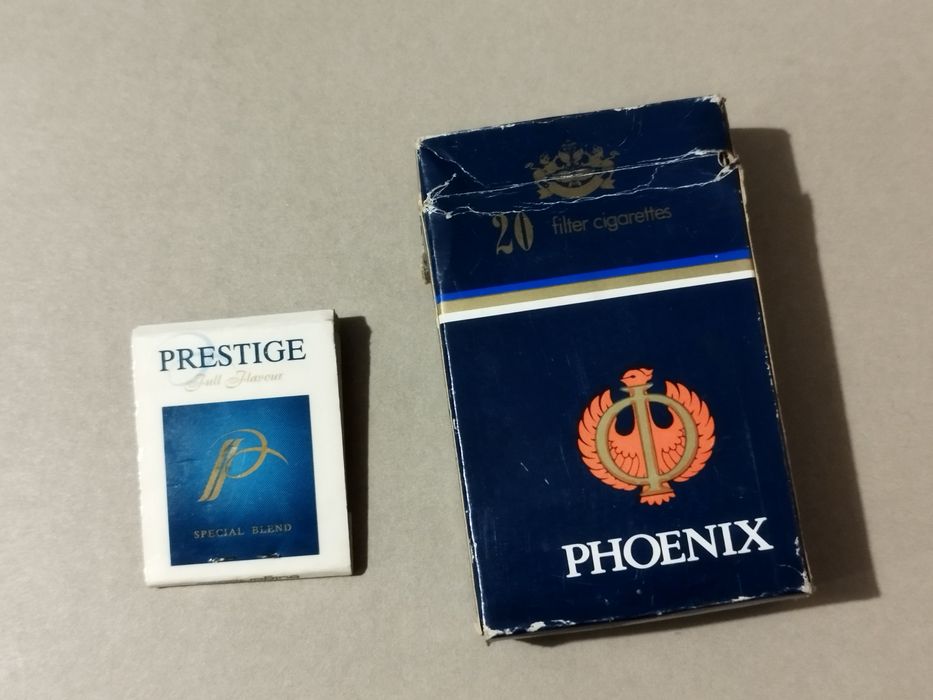 PRESTIGE
Full Flavour
P
SPECIAL BLEND
20 filter cigarettes
PHOENIX